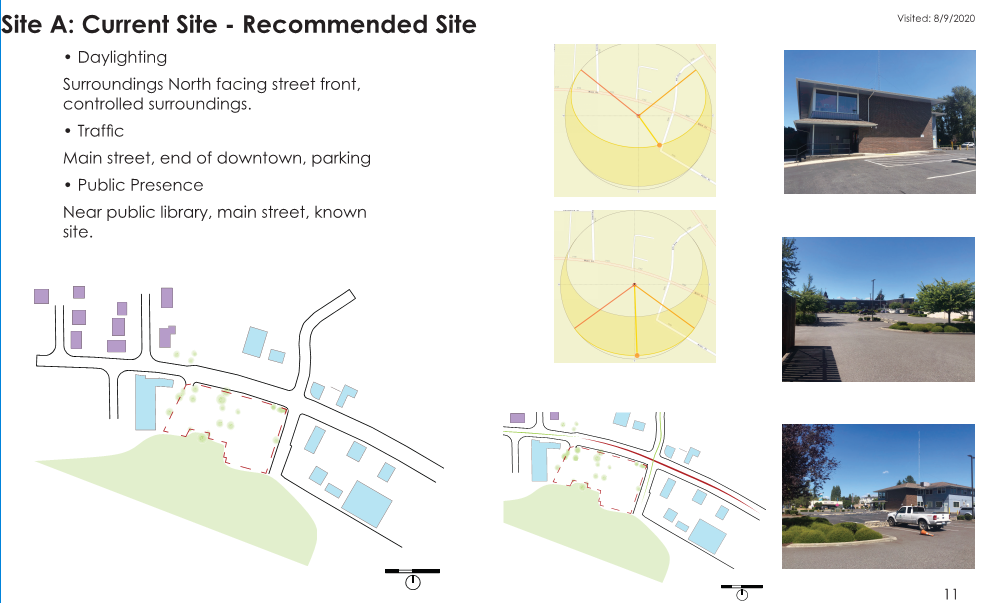 Site A: Current Site - Recommended Site
Visited: 8/9/2020
• Daylighting
Surroundings North facing street front,
controlled surroundings.
• Traffic
Main street, end of downtown, parking
• Public Presence
Near public library, main street, known
site.
11